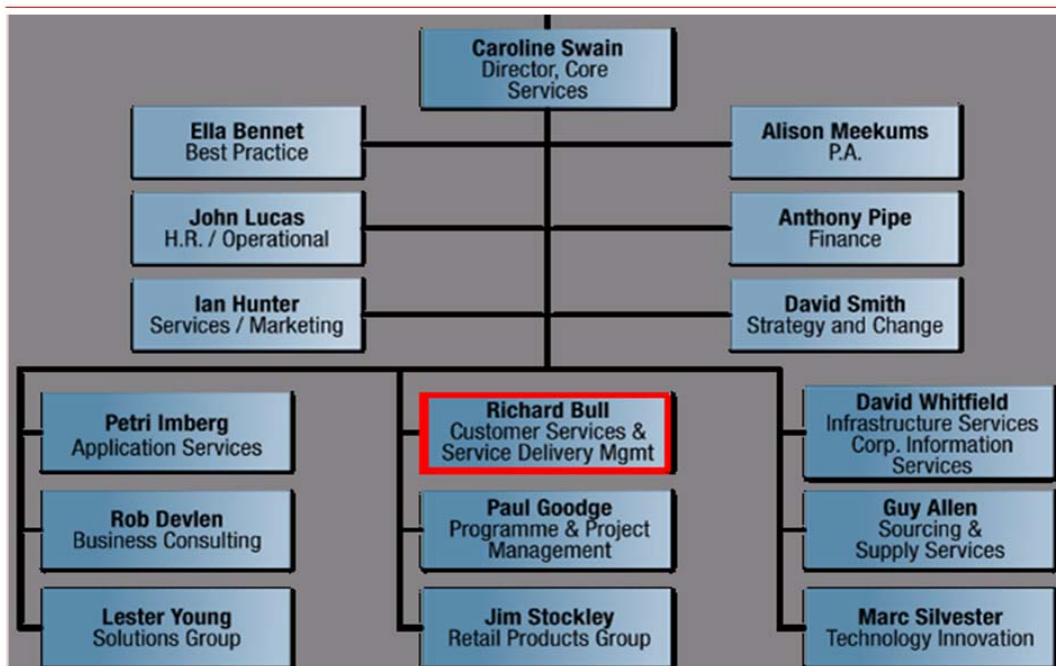 Caroline Swain
Director, Core
Services
Ella Bennet
Best Practice
Alison Meekums
P.A.
John Lucas
H.R. / Operational
Anthony Pipe
Finance
Ian Hunter
Services / Marketing
David Smith
Strategy and Change
Petri Imberg
Application Services
Richard Bull
Customer Services &
Service Delivery Mgmt
David Whitfield
Infrastructure Services
Corp. Information
Services
Rob Devlen
Business Consulting
Paul Goodge
Programme & Project
Management
Guy Allen
Sourcing &
Supply Services
Lester Young
Solutions Group
Jim Stockley
Retail Products Group
Marc Silvester
Technology Innovation